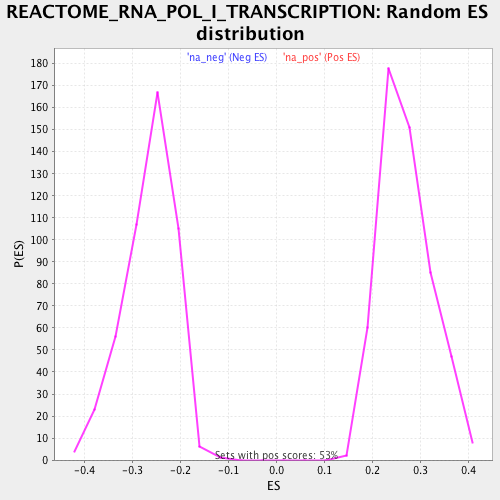 REACTOME_RNA_POL_I_TRANSCRIPTION: Random ES
distribution
'na_neg' (Neg ES) 'na_pos' (Pos ES)
180
170
160
150
140
130
120
110
100
90
80
70
60
50
40
30
20
10
0
P(ES)
Sets with pos scores: 53%
-0.4 -0.3 -0.2 -0.1 0.0 0.1 0.2 0.3 0.4
ES